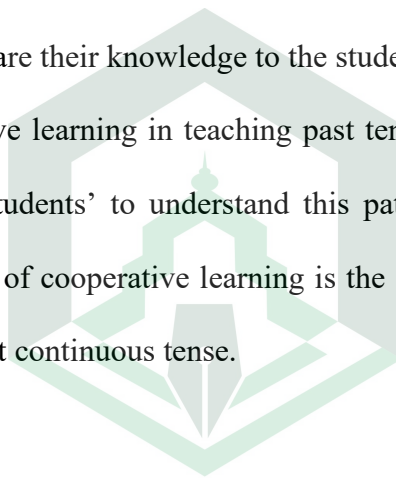 are their knowledge to the stude
ve learning in teaching past
tudents’ to understand this pat
of cooperative learning is the
t continuous tense.